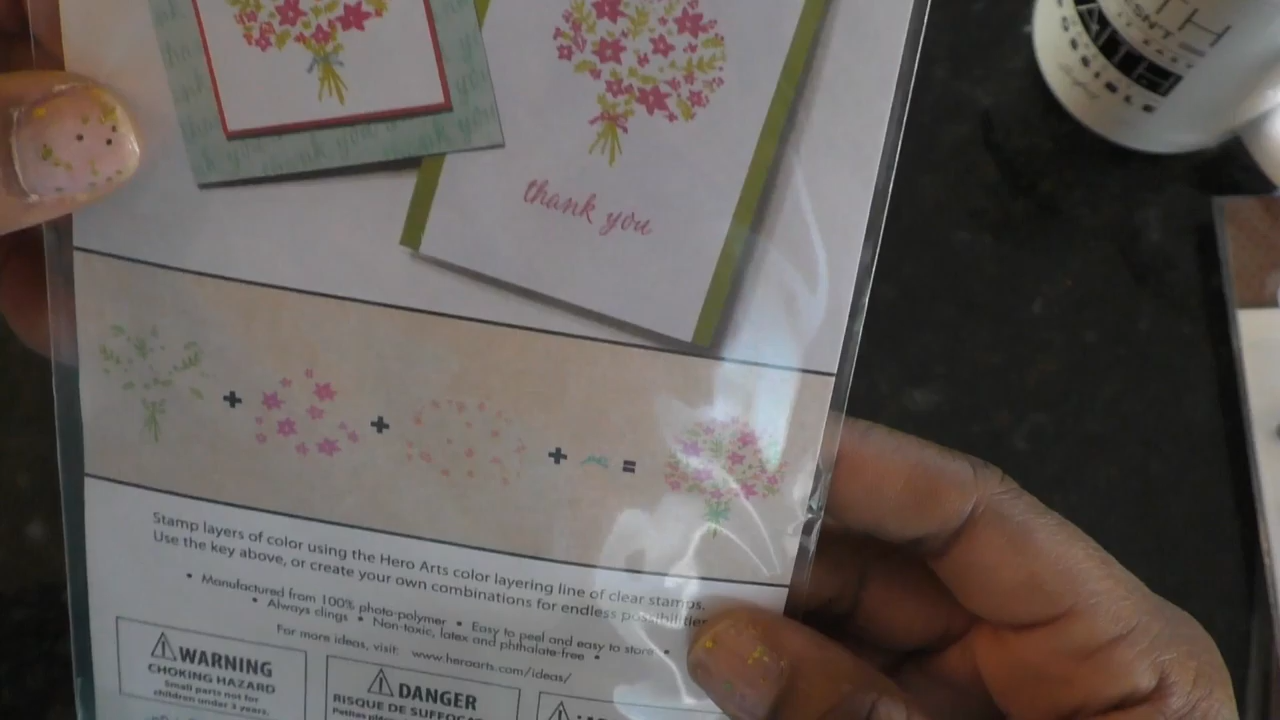 thank you
+ + + =
Stamp layers of color using the Hero Arts color layering line of clear stamps.
Use the key above, or create your own combinations for endless possibilities
• Manufactured from 100% photo-polymer • Easy to peel and easy to store •
• Always clings • Non-toxic, latex and phthalate-free •
For more ideas, visit: www.heroarts.com/ideas/
WARNING
CHOKING HAZARD
Small parts not for
children under 3 years.
DANGER
RISQUE DE SUFFOCA